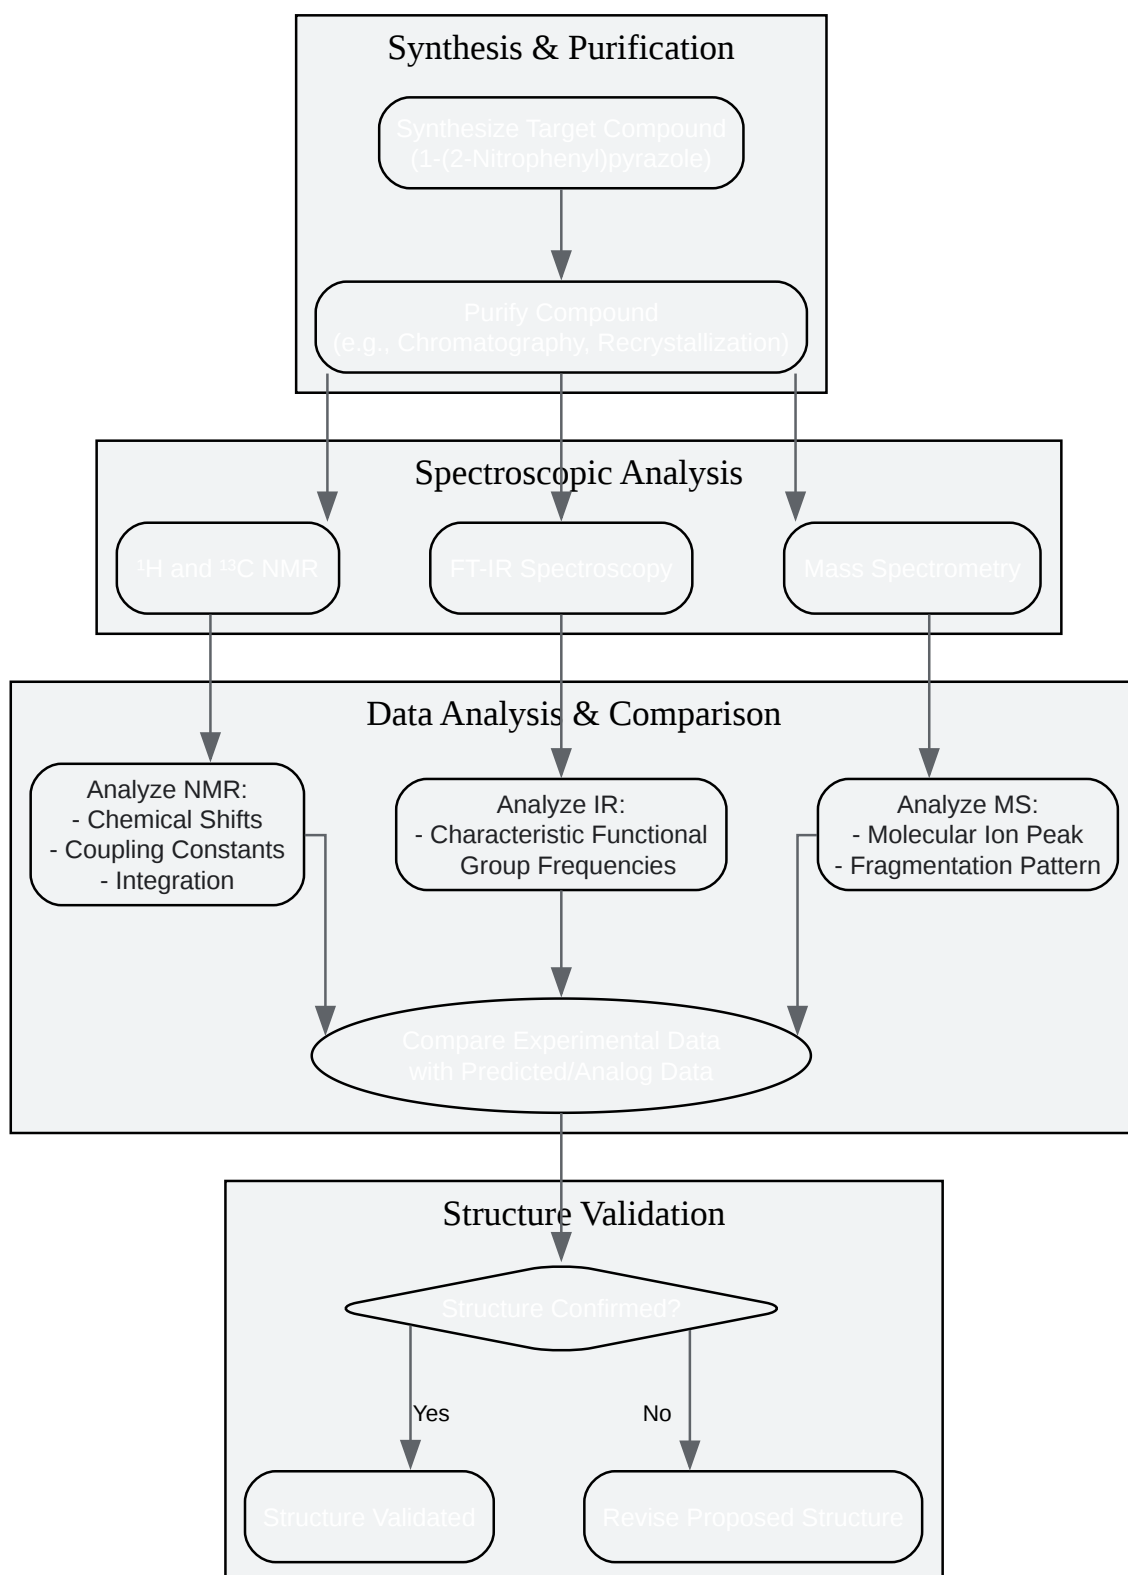 Synthesis & Purification
Synthesize Target Compound
(1-(2-Nitrophenyl)pyrazole)
Purify Compound
(e.g., Chromatography, Recrystallization)
Spectroscopic Analysis
¹H and ¹³C NMR
FT-IR Spectroscopy
Mass Spectrometry
Data Analysis & Comparison
Analyze NMR:
- Chemical Shifts
- Coupling Constants
- Integration
Analyze IR:
- Characteristic Functional
Group Frequencies
Analyze MS:
- Molecular Ion Peak
- Fragmentation Pattern
Compare Experimental Data
with Predicted/Analog Data
Structure Validation
Structure Confirmed?
Yes
No
Structure Validated
Revise Proposed Structure